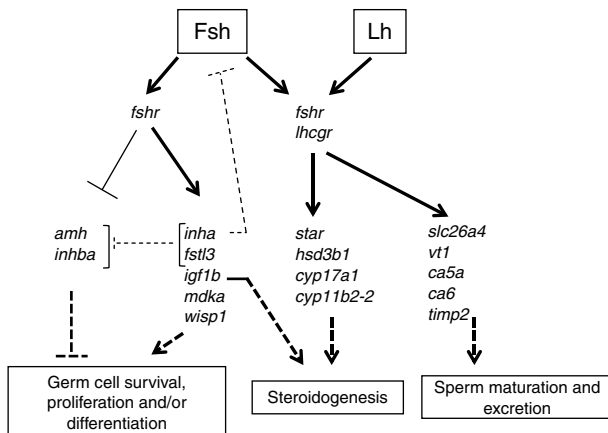 Fsh
Lh
fshr
fshr
lhcgr
amh
inhba
inha
fstl3
igf1b
mdka
wisp1
star
hsd3b1
cyp17a1
cyp11b2-2
slc26a4
vt1
ca5a
ca6
timp2
Germ cell survival,
proliferation and/or
differentiation
Steroidogenesis
Sperm maturation and
excretion